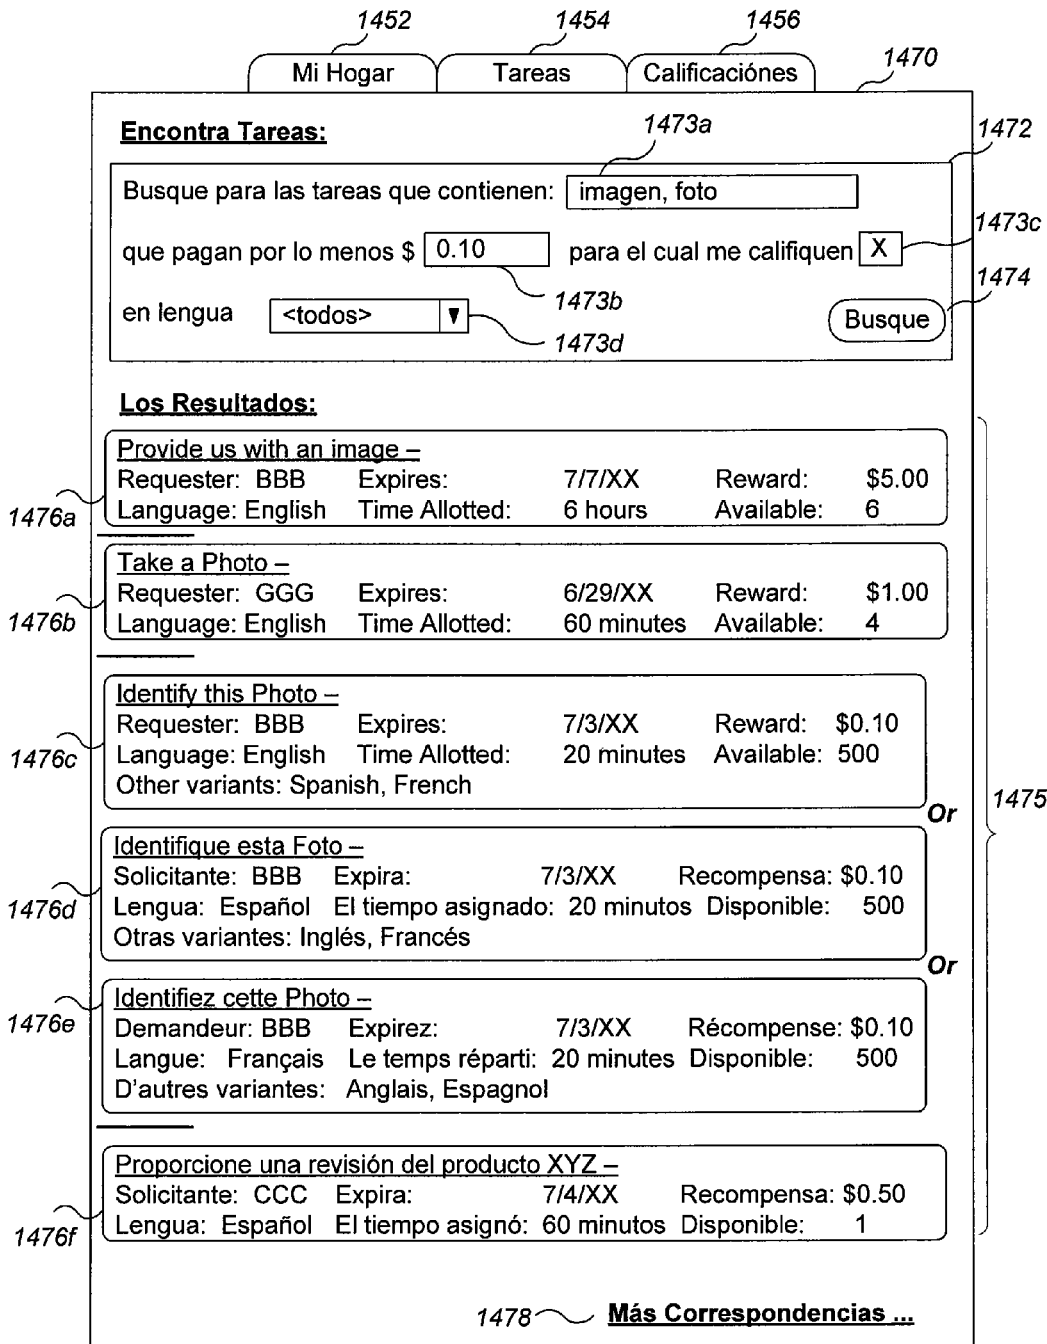 1452 1454 1456
Mi Hogar Tareas Calificaciónes 1470
Encontra Tareas: 1473a 1472
Busque para las tareas que contienen: imagen, foto
que pagan por lo menos $ 0.10 para el cual me califiquen X 1473c
1473b 1474
en lengua <todos> ▼ Busque
1473d
Los Resultados:
Provide us with an image –
Requester: BBB Expires: 7/7/XX Reward: $5.00
1476a Language: English Time Allotted: 6 hours Available: 6
Take a Photo –
Requester: GGG Expires: 6/29/XX Reward: $1.00
1476b Language: English Time Allotted: 60 minutes Available: 4
Identify this Photo –
Requester: BBB Expires: 7/3/XX Reward: $0.10
1476c Language: English Time Allotted: 20 minutes Available: 500
Other variants: Spanish, French
Or 1475
Identifique esta Foto –
Solicitante: BBB Expira: 7/3/XX Recompensa: $0.10
1476d Lengua: Español El tiempo asignado: 20 minutos Disponible: 500
Otras variantes: Inglés, Francés
Or
Identifiez cette Photo –
1476e Demandeur: BBB Expirez: 7/3/XX Récompense: $0.10
Langue: Français Le temps réparti: 20 minutes Disponible: 500
D'autres variantes: Anglais, Espagnol
Proporcione una revisión del producto XYZ –
Solicitante: CCC Expira: 7/4/XX Recompensa: $0.50
1476f Lengua: Español El tiempo asignó: 60 minutos Disponible: 1
1478 Más Correspondencias ...